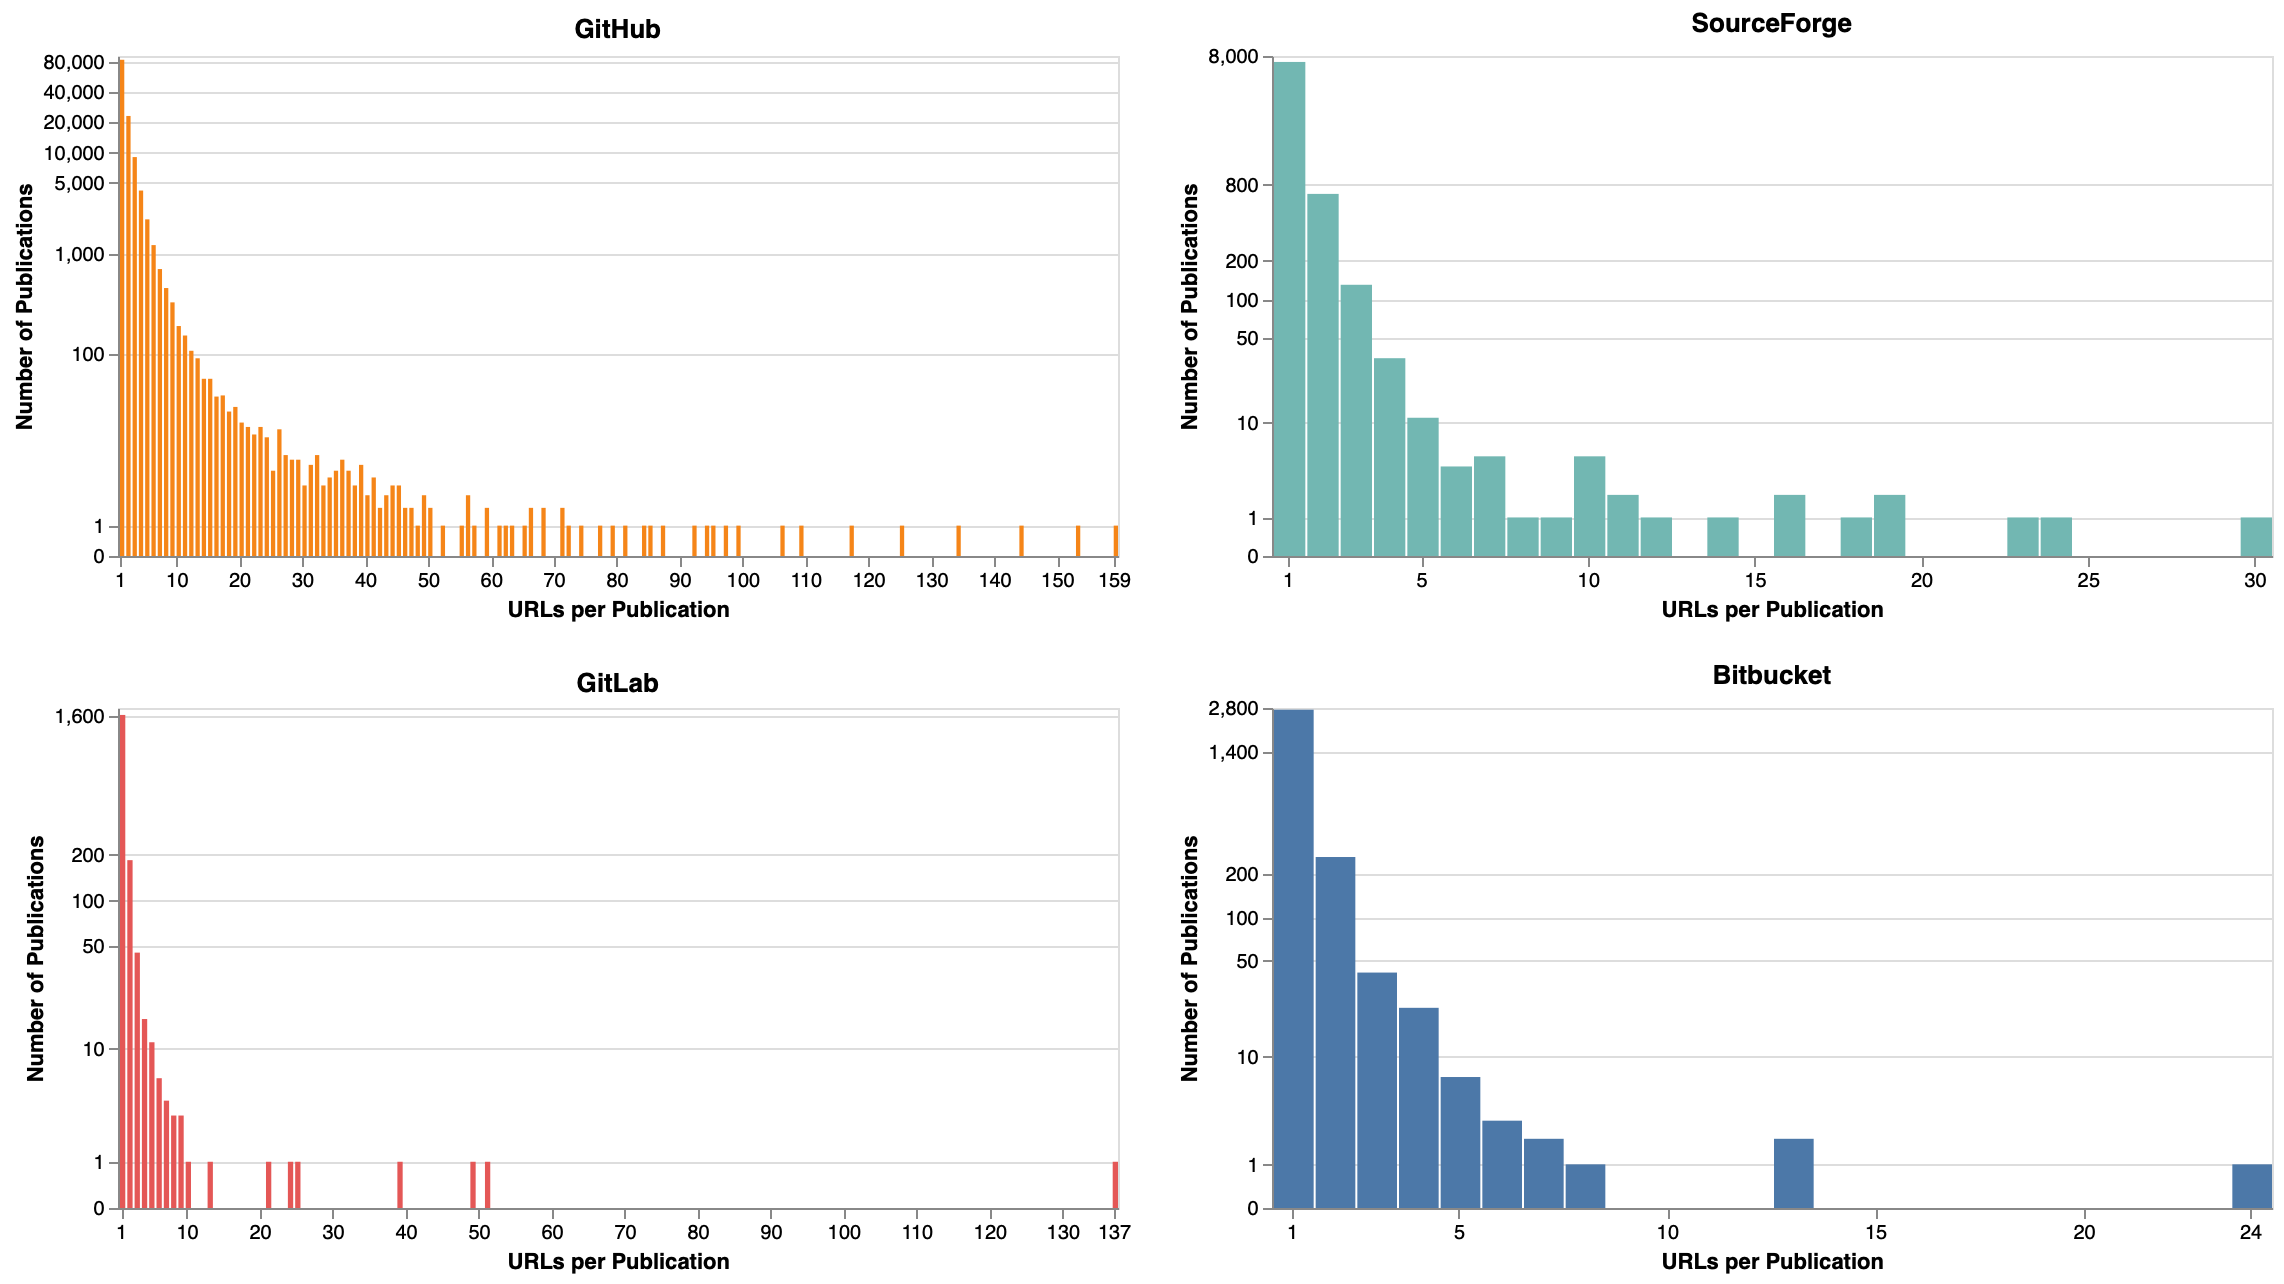 GitHub
80,000
40,000
20,000
10,000
5,000
1,000
100
1
0
Number of Publications
1 10 20 30 40 50 60 70 80 90 100 110 120 130 140 150 159
URLs per Publication
SourceForge
8,000
800
200
100
50
10
1
0
Number of Publications
1 5 10 15 20 25 30
URLs per Publication
GitLab
1,600
200
100
50
10
1
0
Number of Publications
1 10 20 30 40 50 60 70 80 90 100 110 120 130 137
URLs per Publication
Bitbucket
2,800
1,400
200
100
50
10
1
0
Number of Publications
1 5 10 15 20 24
URLs per Publication